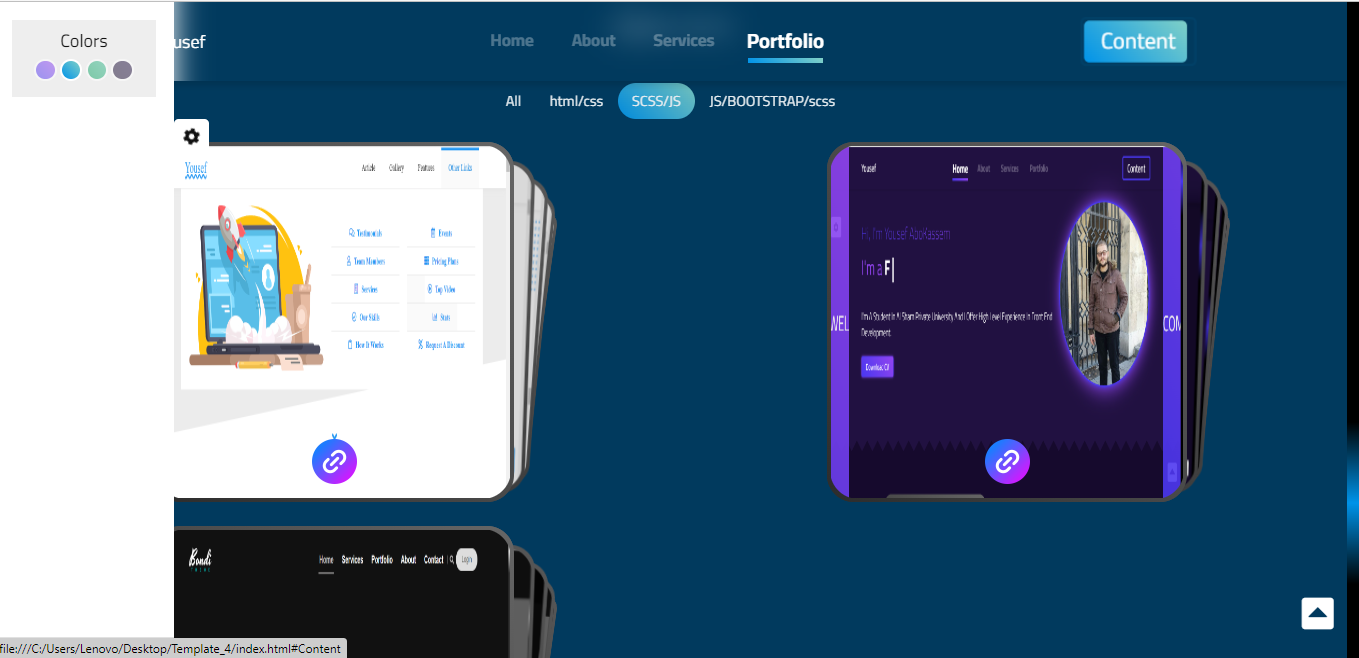 Colors
usef
Home
About
Services
Portfolio
Content
All
html/css
SCSS/JS
JS/BOOTSTRAP/scss
Yousef
Article
Gallery
Features
Other Links
Testimonials
Events
Team Members
Pricing Plans
Services
Top Video
Our Skills
Stats
How It Works
Request A Discount
Yousef
Home
About
Services
Portfolio
Content
Hi, I'm Yousef AboKassem
I'm a F|
WEL
COM
I'm A Student In Al Sham Private University And I Offer High Level Experience In Front End
Development.
Download CV
Bondi
Home
Services
Portfolio
About
Contact
Login
file:///C:/Users/Lenovo/Desktop/Template_4/index.html#Content